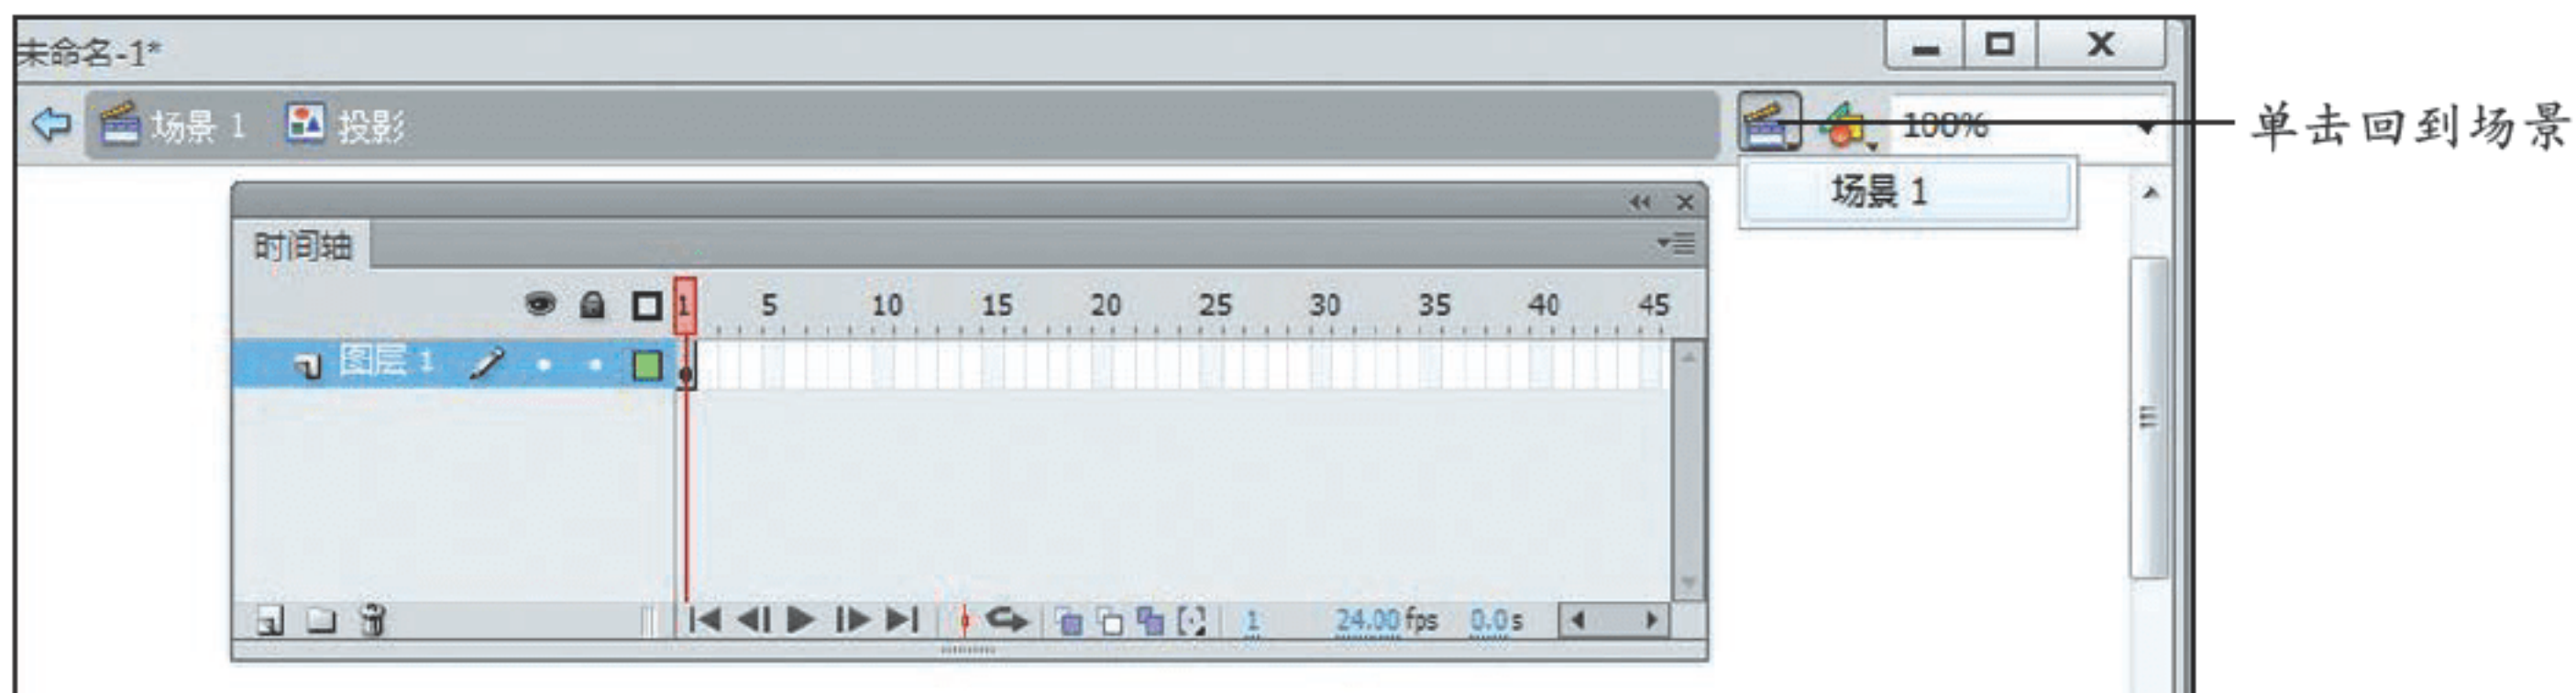 未命名-1*
场景 1 投影 100% 单击回到场景
场景 1
时间轴
1 5 10 15 20 25 30 35 40 45
图层 1
1 24.00 fps 0.0 s